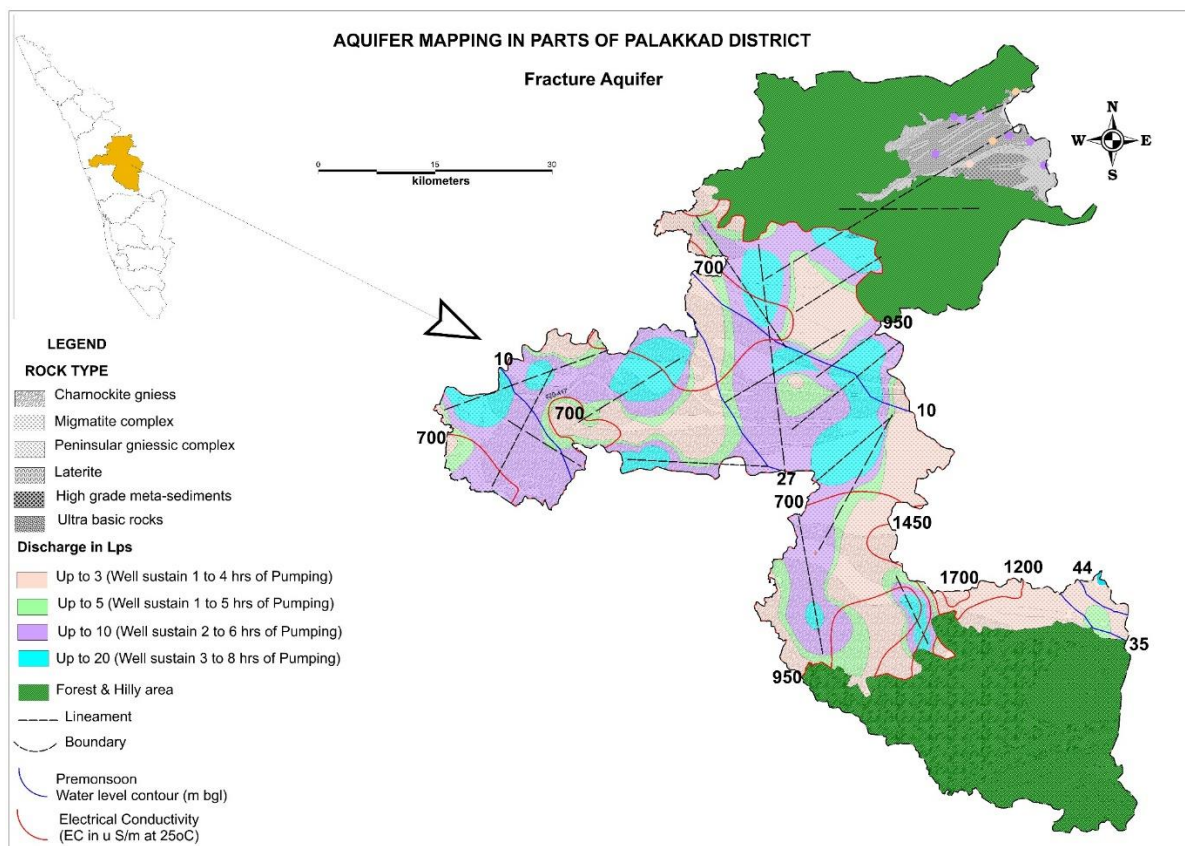 AQUIFER MAPPING IN PARTS OF PALAKKAD DISTRICT
Fracture Aquifer
N
W E
S
0 15 30
kilometers
700
950
10
700
700
10
27
700
1450
1700
1200
44
35
950
LEGEND
ROCK TYPE
Charnockite gniess
Migmatite complex
Peninsular gniessic complex
Laterite
High grade meta-sediments
Ultra basic rocks
Discharge in Lps
Up to 3 (Well sustain 1 to 4 hrs of Pumping)
Up to 5 (Well sustain 1 to 5 hrs of Pumping)
Up to 10 (Well sustain 2 to 6 hrs of Pumping)
Up to 20 (Well sustain 3 to 8 hrs of Pumping)
Forest & Hilly area
Lineament
Boundary
Premonsoon
Water level contour (m bgl)
Electrical Conductivity
(EC in u S/m at 25oC)